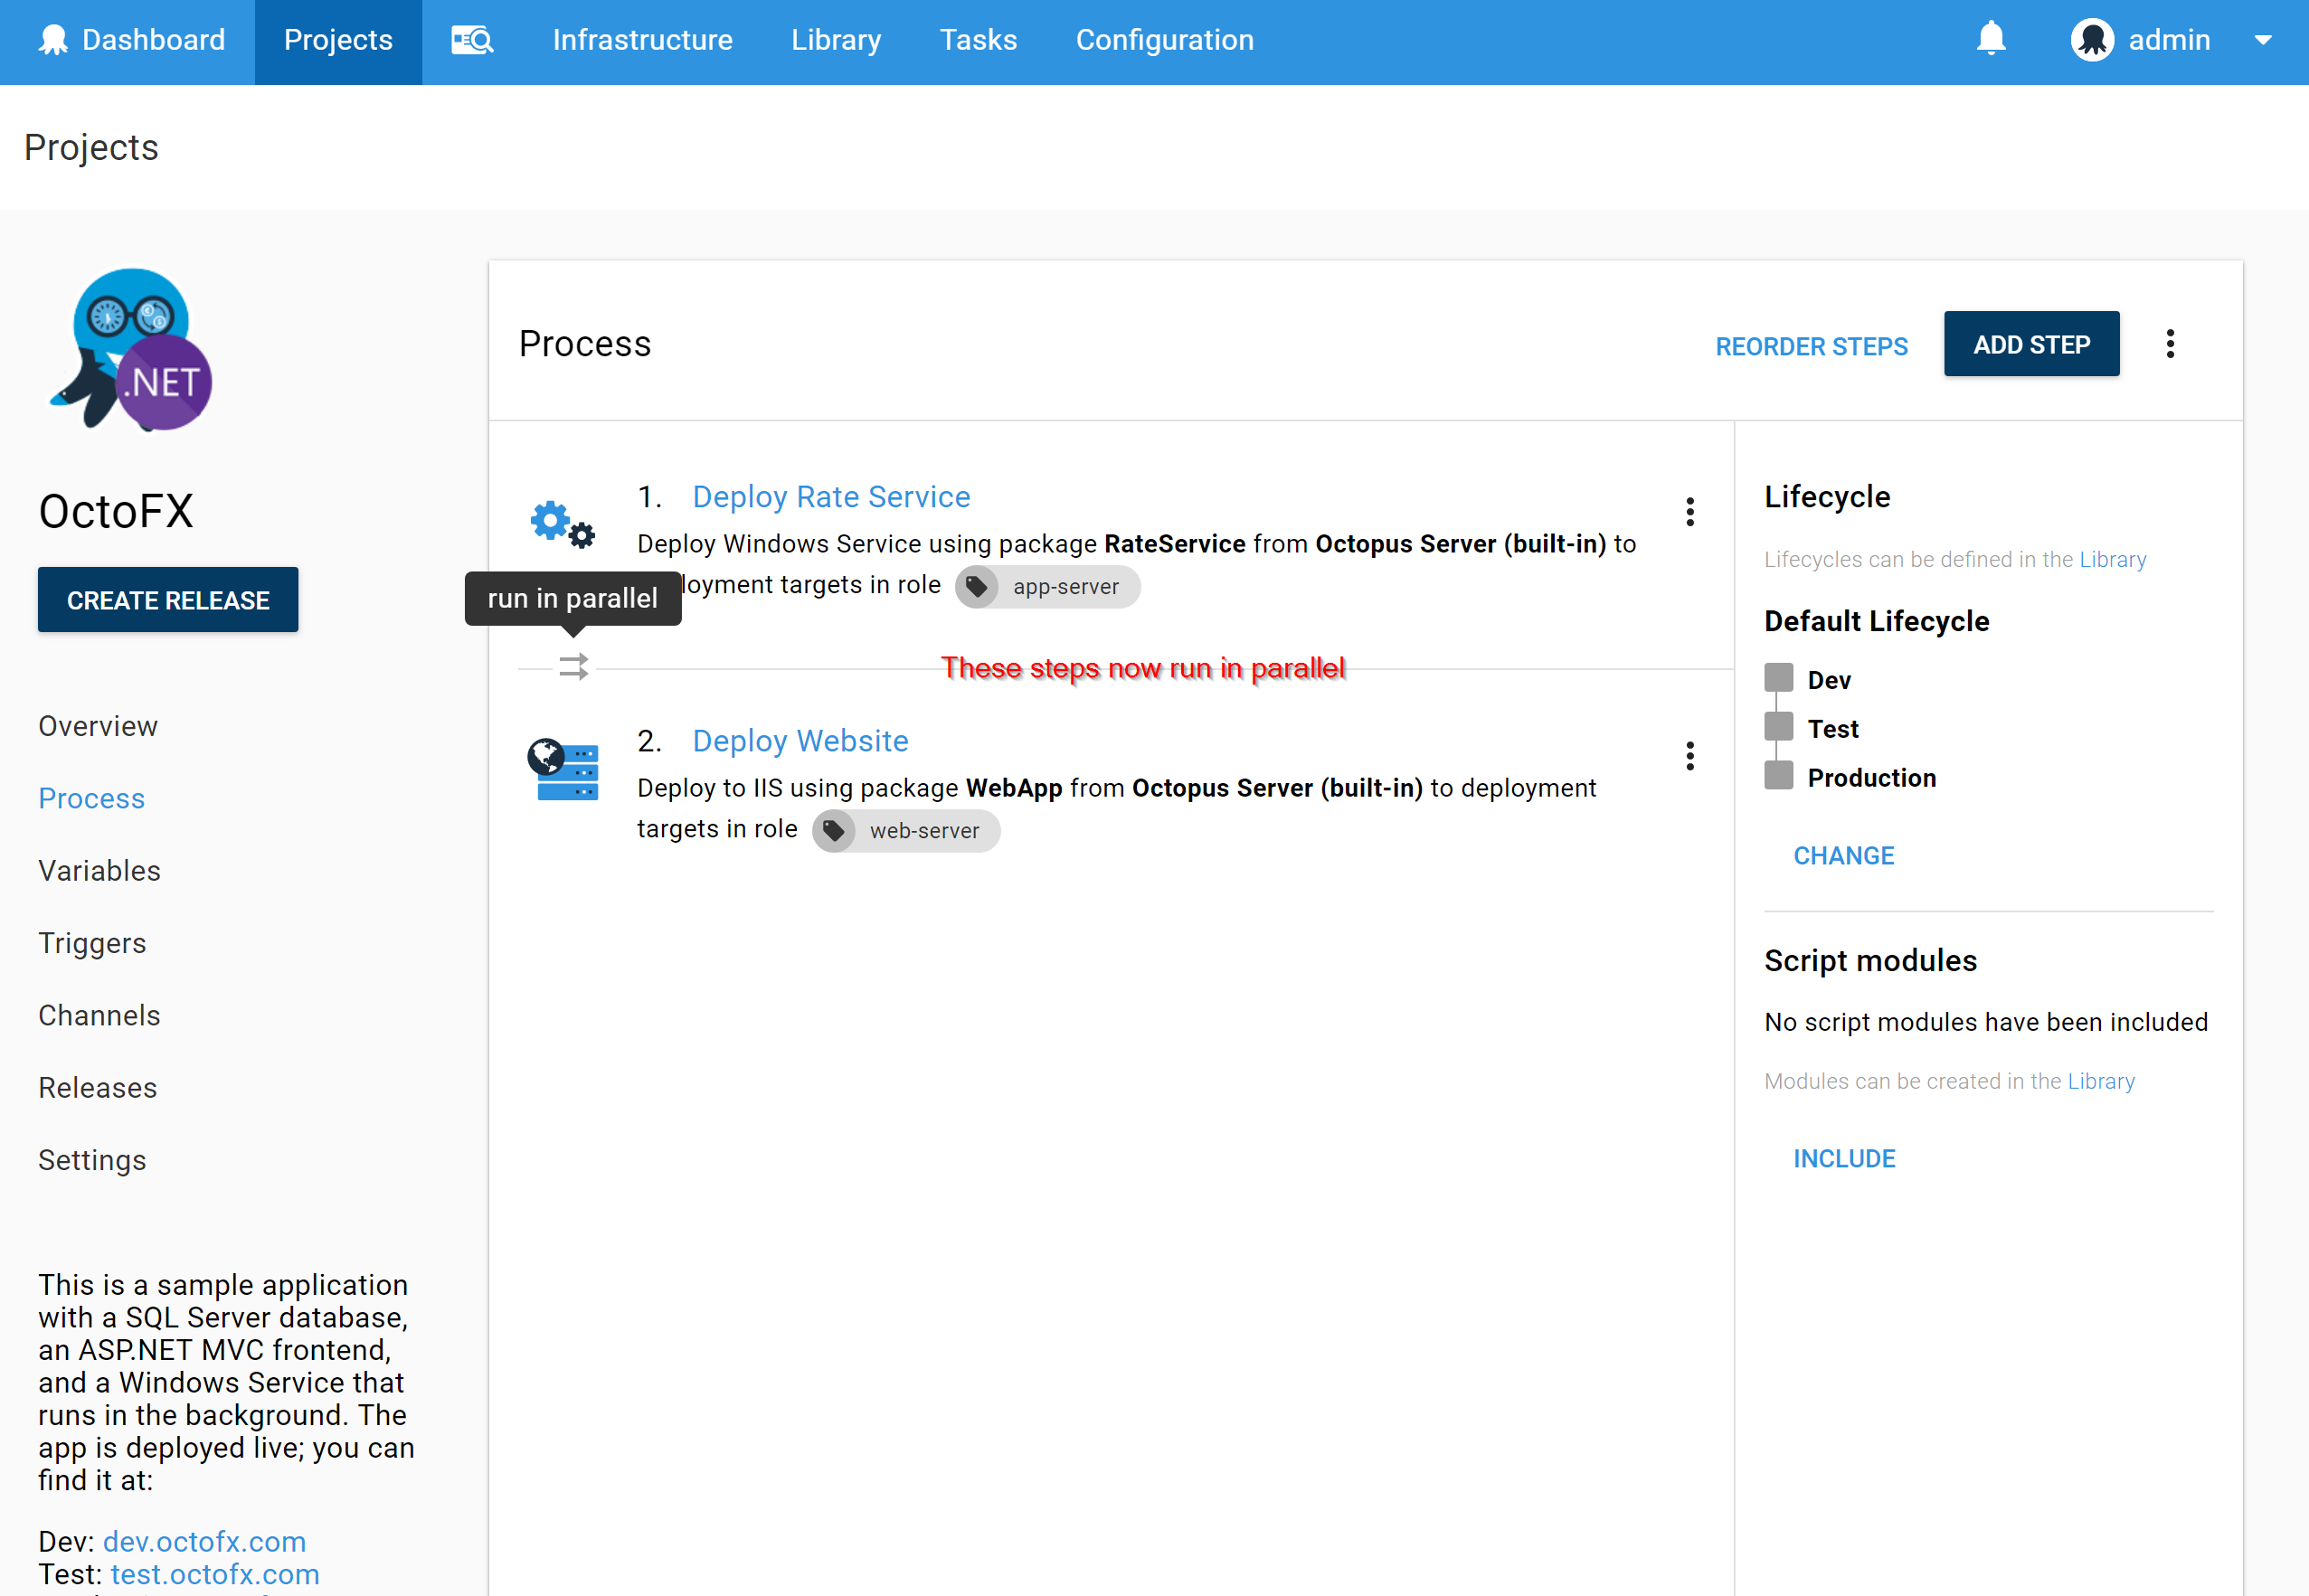 Dashboard
Projects
Infrastructure
Library
Tasks
Configuration
admin
Projects
.NET
OctoFX
CREATE RELEASE
Overview
Process
Variables
Triggers
Channels
Releases
Settings
This is a sample application
with a SQL Server database,
an ASP.NET MVC frontend,
and a Windows Service that
runs in the background. The
app is deployed live; you can
find it at:
Dev: dev.octofx.com
Test: test.octofx.com
Process
REORDER STEPS
ADD STEP
1. Deploy Rate Service
Deploy Windows Service using package RateService from Octopus Server (built-in) to
loyment targets in role app-server
run in parallel
These steps now run in parallel
2. Deploy Website
Deploy to IIS using package WebApp from Octopus Server (built-in) to deployment
targets in role web-server
Lifecycle
Lifecycles can be defined in the Library
Default Lifecycle
Dev
Test
Production
CHANGE
Script modules
No script modules have been included
Modules can be created in the Library
INCLUDE